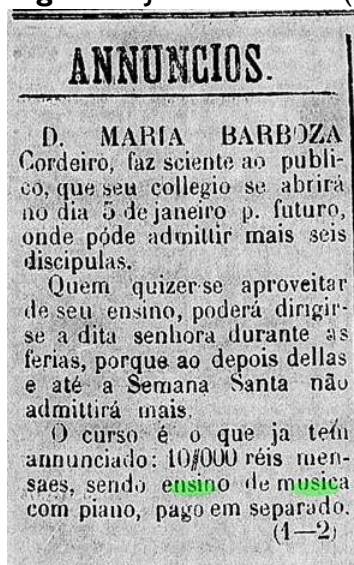 ANNUNCIOS.
D. MARIA BARBOZA
Cordeiro, faz sciente ao publi-
co, que seu collegio se abrirá
no dia 5 de janeiro p. futuro,
onde póde admittir mais seis
discipulas.
Quem quizer-se aproveitar
de seu ensino, poderá dirigir-
se a dita senhora durante as
ferias, porque ao depois dellas
e até a Semana Santa não
admittirá mais.
O curso é o que ja tem
annunciado: 10$000 réis men-
saes, sendo ensino de musica
com piano, pago em separado.
(1—2)